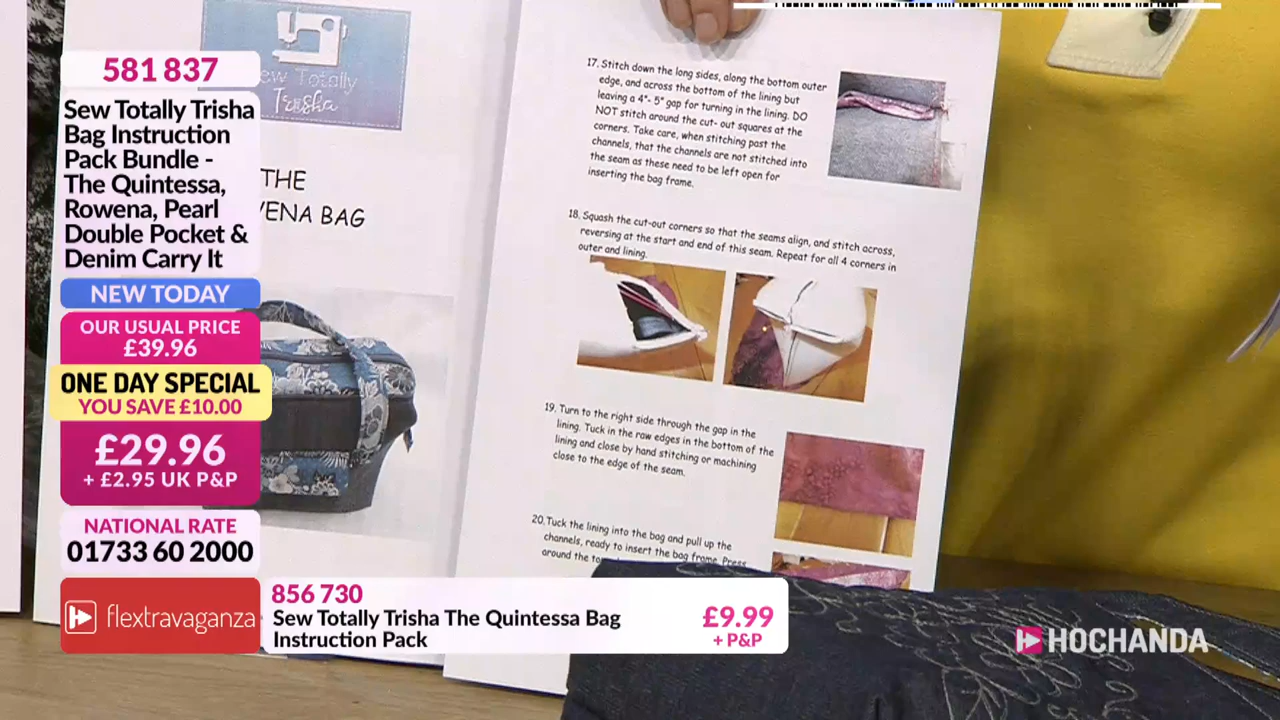 581 837
Sew Totally Trisha
Bag Instruction
Pack Bundle -
The Quintessa,
Rowena, Pearl
Double Pocket &
Denim Carry It
NEW TODAY
OUR USUAL PRICE
£39.96
ONE DAY SPECIAL
YOU SAVE £10.00
£29.96
+ £2.95 UK P&P
NATIONAL RATE
01733 60 2000
flextravaganza
856 730
Sew Totally Trisha The Quintessa Bag
Instruction Pack
£9.99
+ P&P
HOCHANDA
Totally
Trisha
THE
BAG
17. Stitch down the long sides, along the bottom outer
edge, and across the bottom of the lining but
leaving a 4"- 5" gap for turning in the lining. DO
NOT stitch around the cut- out squares at the
corners. Take care, when stitching past the
channels, that the channels are not stitched into
the seam as these need to be left open for
inserting the bag frame.
18. Squash the cut-out corners so that the seams align, and stitch across,
reversing at the start and end of this seam. Repeat for all 4 corners in
outer and lining.
19. Turn to the right side through the gap in the
lining. Tuck in the raw edges in the bottom of the
lining and close by hand stitching or machining
close to the edge of the seam.
20. Tuck the lining into the bag and pull up the
channels, ready to insert the bag frame. Press
around the